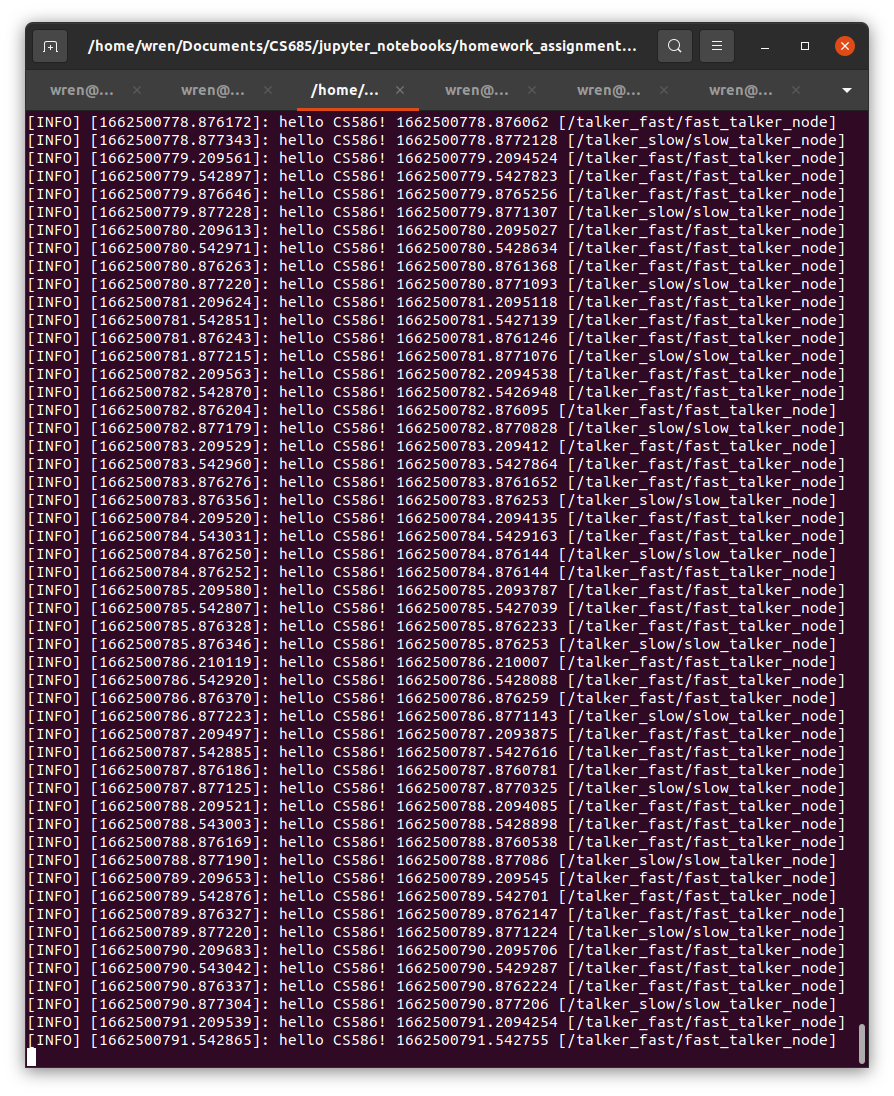 /home/wren/Documents/CS685/jupyter_notebooks/homework_assignment...
wren@... wren@... /home/... wren@... wren@... wren@...
[INFO] [1662500778.876172]: hello CS586! 1662500778.876062 [/talker_fast/fast_talker_node]
[INFO] [1662500778.877343]: hello CS586! 1662500778.8772128 [/talker_slow/slow_talker_node]
[INFO] [1662500779.209561]: hello CS586! 1662500779.2094524 [/talker_fast/fast_talker_node]
[INFO] [1662500779.542897]: hello CS586! 1662500779.5427823 [/talker_fast/fast_talker_node]
[INFO] [1662500779.876646]: hello CS586! 1662500779.8765256 [/talker_fast/fast_talker_node]
[INFO] [1662500779.877228]: hello CS586! 1662500779.8771307 [/talker_slow/slow_talker_node]
[INFO] [1662500780.209613]: hello CS586! 1662500780.2095027 [/talker_fast/fast_talker_node]
[INFO] [1662500780.542971]: hello CS586! 1662500780.5428634 [/talker_fast/fast_talker_node]
[INFO] [1662500780.876263]: hello CS586! 1662500780.8761368 [/talker_fast/fast_talker_node]
[INFO] [1662500780.877220]: hello CS586! 1662500780.8771093 [/talker_slow/slow_talker_node]
[INFO] [1662500781.209624]: hello CS586! 1662500781.2095118 [/talker_fast/fast_talker_node]
[INFO] [1662500781.542851]: hello CS586! 1662500781.5427139 [/talker_fast/fast_talker_node]
[INFO] [1662500781.876243]: hello CS586! 1662500781.8761246 [/talker_fast/fast_talker_node]
[INFO] [1662500781.877215]: hello CS586! 1662500781.8771076 [/talker_slow/slow_talker_node]
[INFO] [1662500782.209563]: hello CS586! 1662500782.2094538 [/talker_fast/fast_talker_node]
[INFO] [1662500782.542870]: hello CS586! 1662500782.5426948 [/talker_fast/fast_talker_node]
[INFO] [1662500782.876204]: hello CS586! 1662500782.876095 [/talker_fast/fast_talker_node]
[INFO] [1662500782.877179]: hello CS586! 1662500782.8770828 [/talker_slow/slow_talker_node]
[INFO] [1662500783.209529]: hello CS586! 1662500783.209412 [/talker_fast/fast_talker_node]
[INFO] [1662500783.542960]: hello CS586! 1662500783.5427864 [/talker_fast/fast_talker_node]
[INFO] [1662500783.876276]: hello CS586! 1662500783.8761652 [/talker_fast/fast_talker_node]
[INFO] [1662500783.876356]: hello CS586! 1662500783.876253 [/talker_slow/slow_talker_node]
[INFO] [1662500784.209520]: hello CS586! 1662500784.2094135 [/talker_fast/fast_talker_node]
[INFO] [1662500784.543031]: hello CS586! 1662500784.5429163 [/talker_fast/fast_talker_node]
[INFO] [1662500784.876250]: hello CS586! 1662500784.876144 [/talker_slow/slow_talker_node]
[INFO] [1662500784.876252]: hello CS586! 1662500784.876144 [/talker_fast/fast_talker_node]
[INFO] [1662500785.209580]: hello CS586! 1662500785.2093787 [/talker_fast/fast_talker_node]
[INFO] [1662500785.542807]: hello CS586! 1662500785.5427039 [/talker_fast/fast_talker_node]
[INFO] [1662500785.876328]: hello CS586! 1662500785.8762233 [/talker_fast/fast_talker_node]
[INFO] [1662500785.876346]: hello CS586! 1662500785.876253 [/talker_slow/slow_talker_node]
[INFO] [1662500786.210119]: hello CS586! 1662500786.210007 [/talker_fast/fast_talker_node]
[INFO] [1662500786.542920]: hello CS586! 1662500786.5428088 [/talker_fast/fast_talker_node]
[INFO] [1662500786.876370]: hello CS586! 1662500786.876259 [/talker_fast/fast_talker_node]
[INFO] [1662500786.877223]: hello CS586! 1662500786.8771143 [/talker_slow/slow_talker_node]
[INFO] [1662500787.209497]: hello CS586! 1662500787.2093875 [/talker_fast/fast_talker_node]
[INFO] [1662500787.542885]: hello CS586! 1662500787.5427616 [/talker_fast/fast_talker_node]
[INFO] [1662500787.876186]: hello CS586! 1662500787.8760781 [/talker_fast/fast_talker_node]
[INFO] [1662500787.877125]: hello CS586! 1662500787.8770325 [/talker_slow/slow_talker_node]
[INFO] [1662500788.209521]: hello CS586! 1662500788.2094085 [/talker_fast/fast_talker_node]
[INFO] [1662500788.543003]: hello CS586! 1662500788.5428898 [/talker_fast/fast_talker_node]
[INFO] [1662500788.876169]: hello CS586! 1662500788.8760538 [/talker_fast/fast_talker_node]
[INFO] [1662500788.877190]: hello CS586! 1662500788.877086 [/talker_slow/slow_talker_node]
[INFO] [1662500789.209653]: hello CS586! 1662500789.209545 [/talker_fast/fast_talker_node]
[INFO] [1662500789.542876]: hello CS586! 1662500789.542701 [/talker_fast/fast_talker_node]
[INFO] [1662500789.876327]: hello CS586! 1662500789.8762147 [/talker_fast/fast_talker_node]
[INFO] [1662500789.877220]: hello CS586! 1662500789.8771224 [/talker_slow/slow_talker_node]
[INFO] [1662500790.209683]: hello CS586! 1662500790.2095706 [/talker_fast/fast_talker_node]
[INFO] [1662500790.543042]: hello CS586! 1662500790.5429287 [/talker_fast/fast_talker_node]
[INFO] [1662500790.876337]: hello CS586! 1662500790.8762224 [/talker_fast/fast_talker_node]
[INFO] [1662500790.877304]: hello CS586! 1662500790.877206 [/talker_slow/slow_talker_node]
[INFO] [1662500791.209539]: hello CS586! 1662500791.2094254 [/talker_fast/fast_talker_node]
[INFO] [1662500791.542865]: hello CS586! 1662500791.542755 [/talker_fast/fast_talker_node]